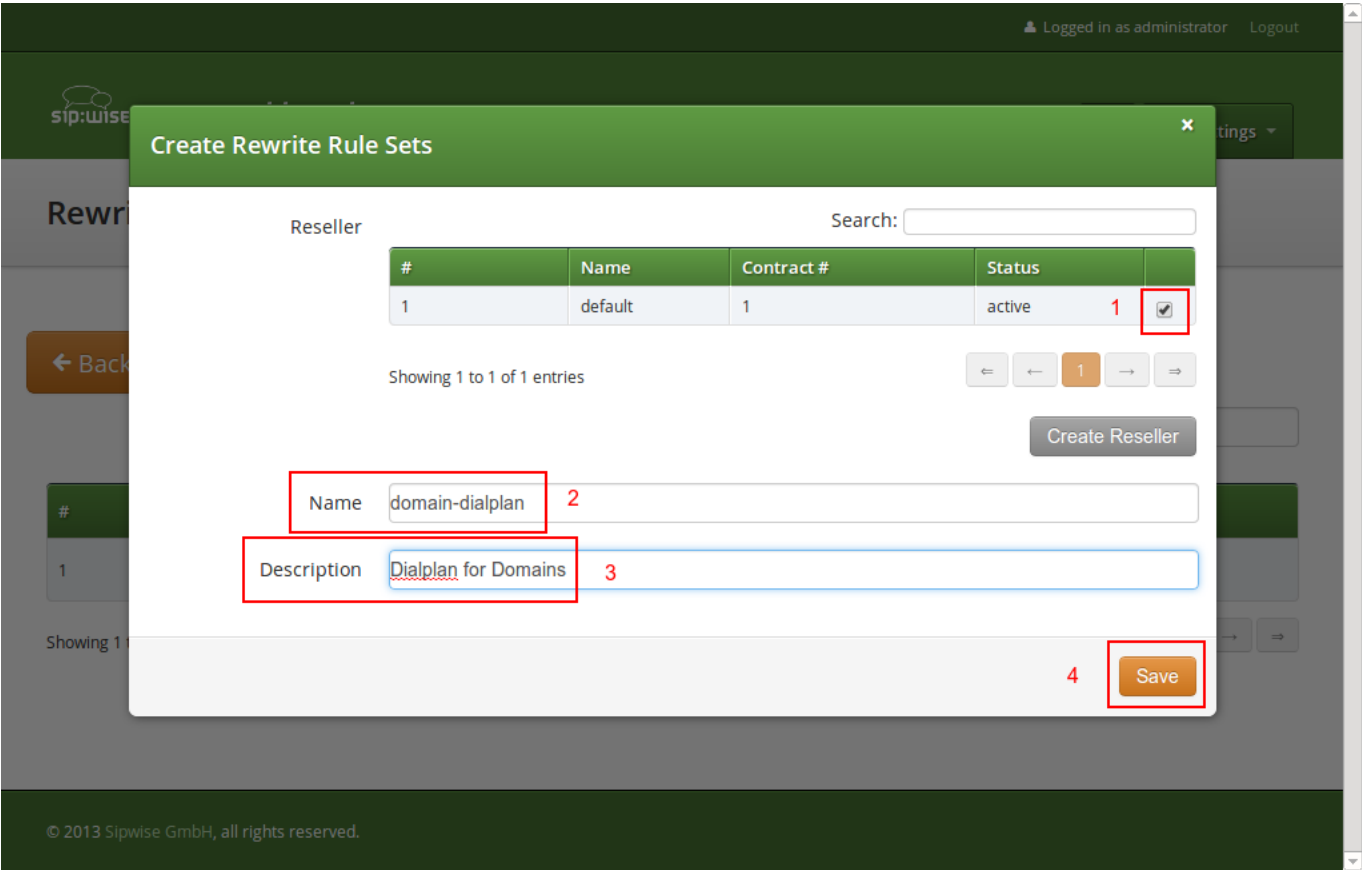 Logged in as administrator Logout
sip:wise
tings
Create Rewrite Rule Sets ×
Rewri
Reseller Search:
# Name Contract # Status
1 default 1 active 1
← Back
Showing 1 to 1 of 1 entries ⇐ ← 1 → ⇒
Create Reseller
Name domain-dialplan 2
#
Description Dialplan for Domains 3
1
Showing 1 → ⇒
4 Save
© 2013 Sipwise GmbH, all rights reserved.